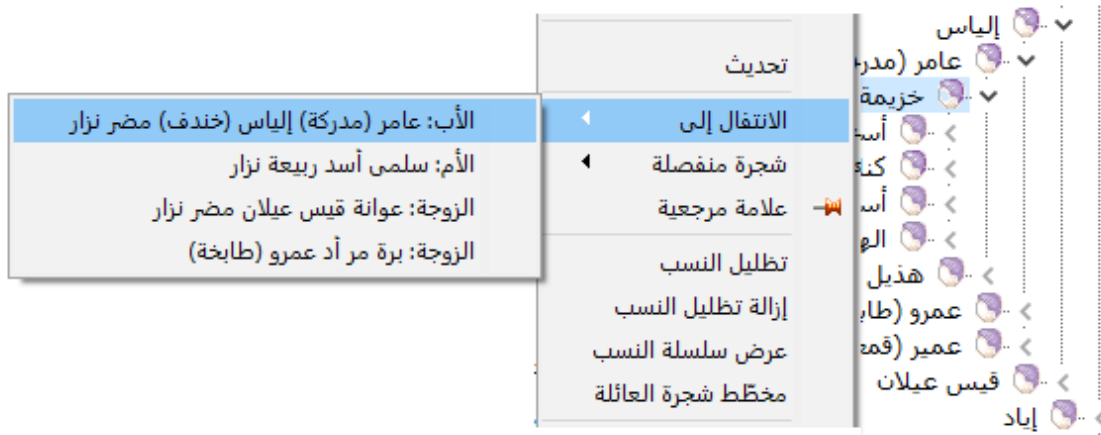 إلياس
عامر (مدر
خزيمة
كنا
هذيل
عمرو (طاب
عمير (قمع
قيس عيلان
إياد
تحديث
الانتقال إلى
شجرة منفصلة
علامة مرجعية
تظليل النسب
إزالة تظليل النسب
عرض سلسلة النسب
مخطّط شجرة العائلة
الأب: عامر (مدركة) إلياس (خندف) مضر نزار
الأم: سلمى أسد ربيعة نزار
الزوجة: عوانة قيس عيلان مضر نزار
الزوجة: برة مر أد عمرو (طابخة)